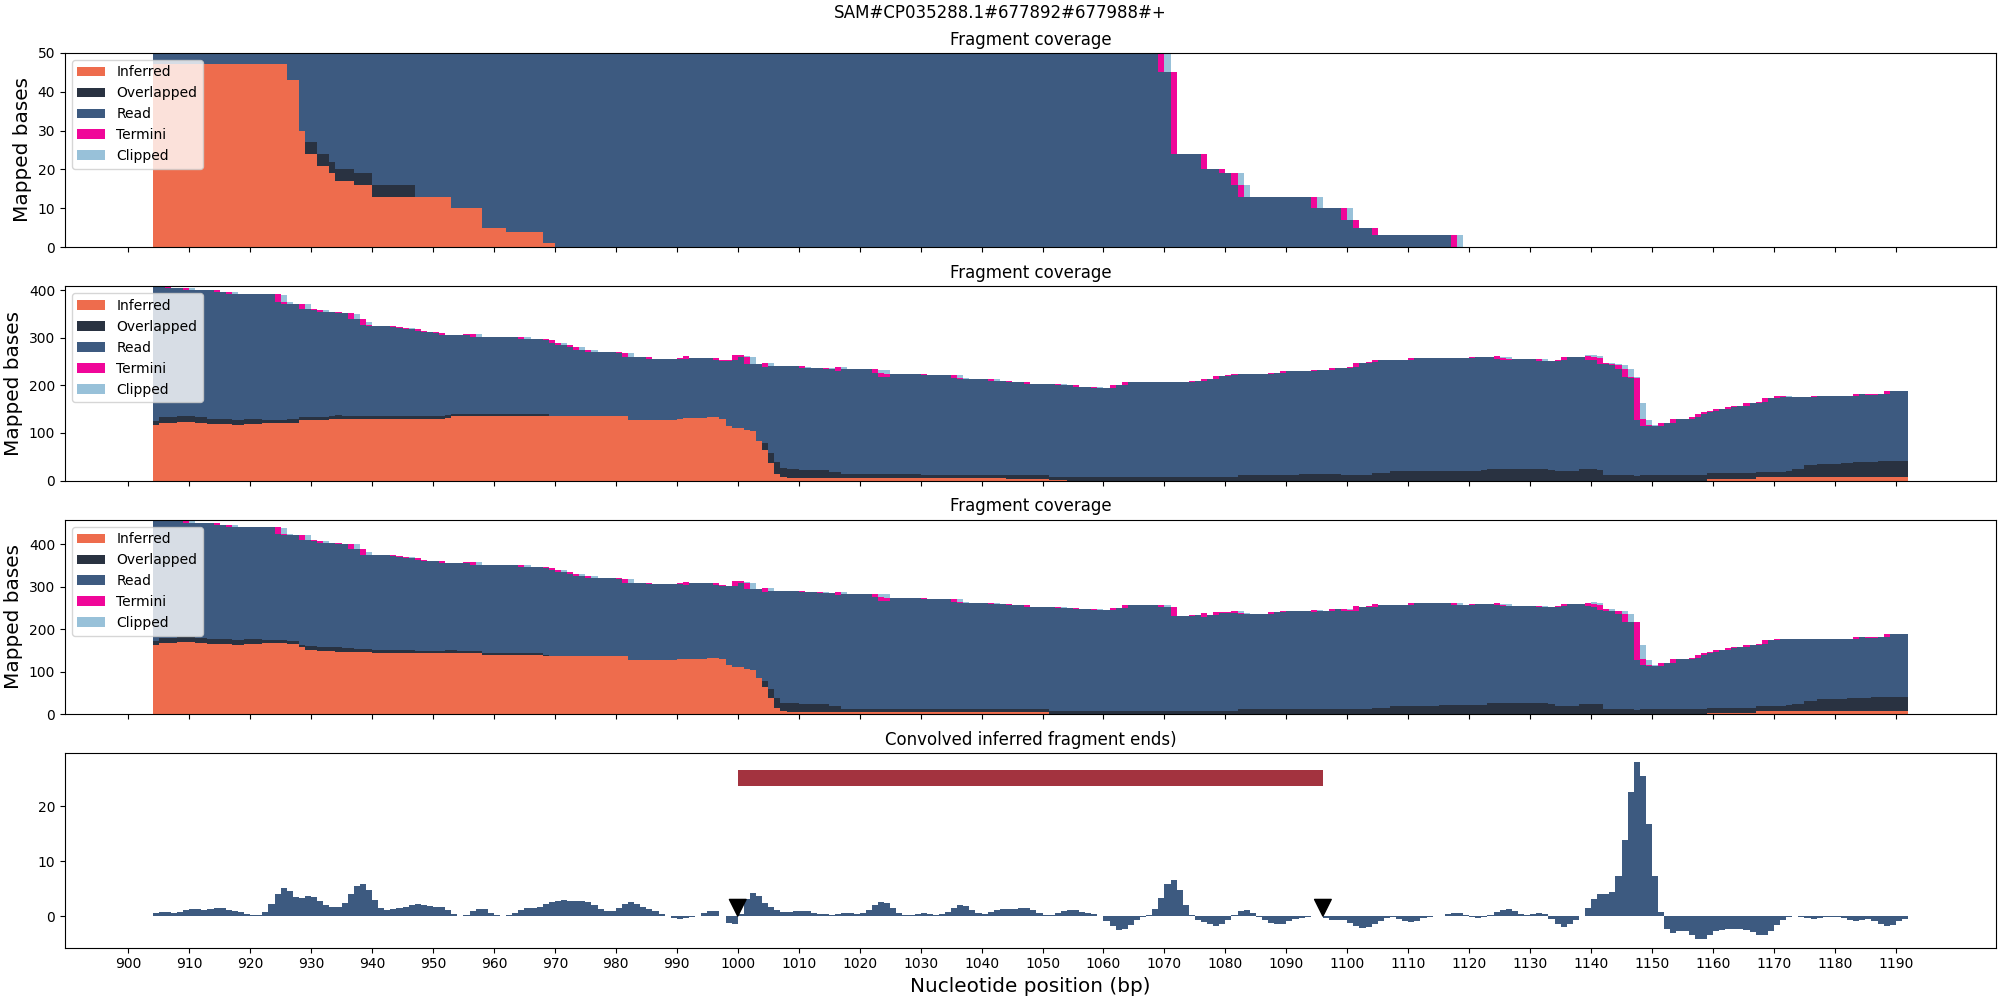 SAM#CP035288.1#677892#677988#+
Fragment coverage
Mapped bases
50
40
30
20
10
0
Inferred
Overlapped
Read
Termini
Clipped
Fragment coverage
Mapped bases
400
300
200
100
0
Inferred
Overlapped
Read
Termini
Clipped
Fragment coverage
Mapped bases
400
300
200
100
0
Inferred
Overlapped
Read
Termini
Clipped
Convolved inferred fragment ends)
20
10
0
900 910 920 930 940 950 960 970 980 990 1000 1010 1020 1030 1040 1050 1060 1070 1080 1090 1100 1110 1120 1130 1140 1150 1160 1170 1180 1190
Nucleotide position (bp)